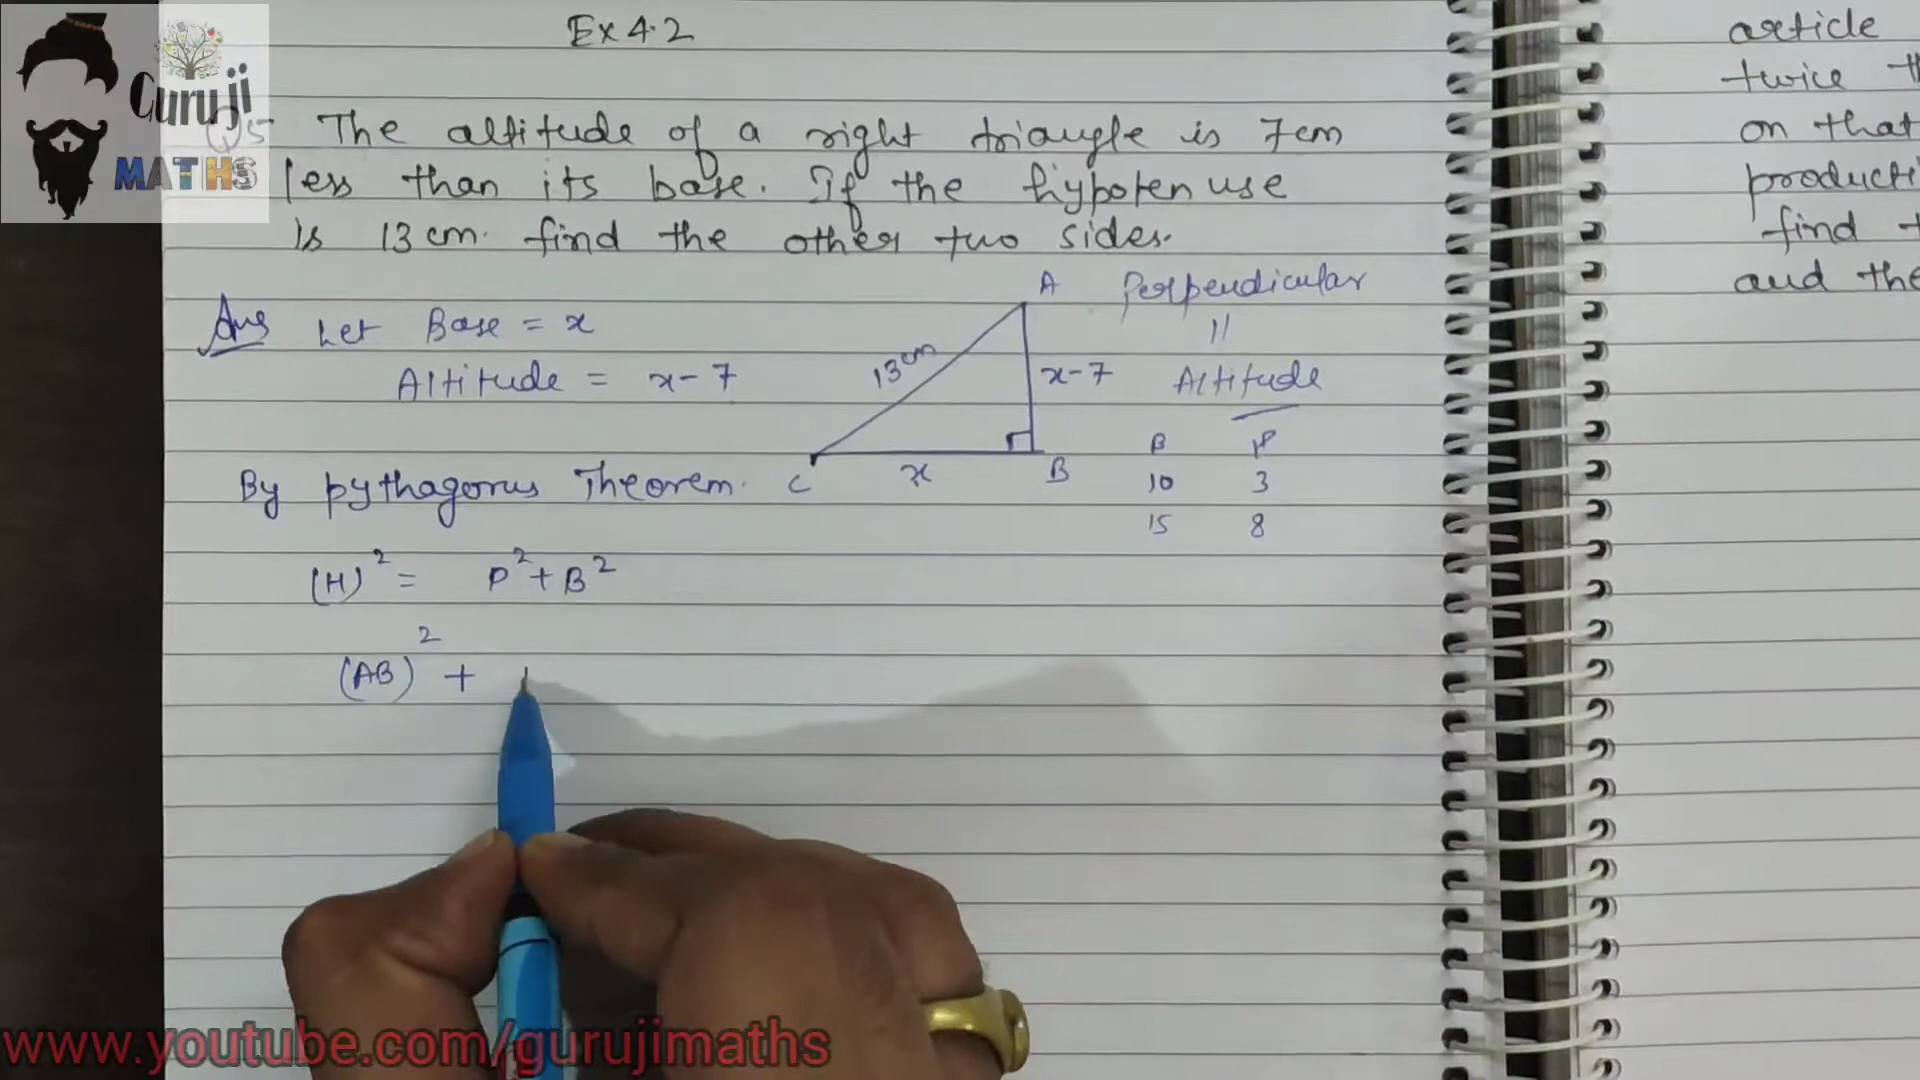 Ex 4.2
Guruji
MATHS
Q5 The altitude of a right triangle is 7cm
less than its base. If the hypotenuse
is 13 cm. find the other two sides.
Ans Let Base = x
Altitude = x-7
A
Perpendicular
||
Altitude
13cm
x-7
x
B
C
B P
10 3
15 8
By pythagorus Theorem.
(H)² = P²+B²
(AB)² +
article
twice th
on that
producti
find t
and the
www.youtube.com/gurujimaths